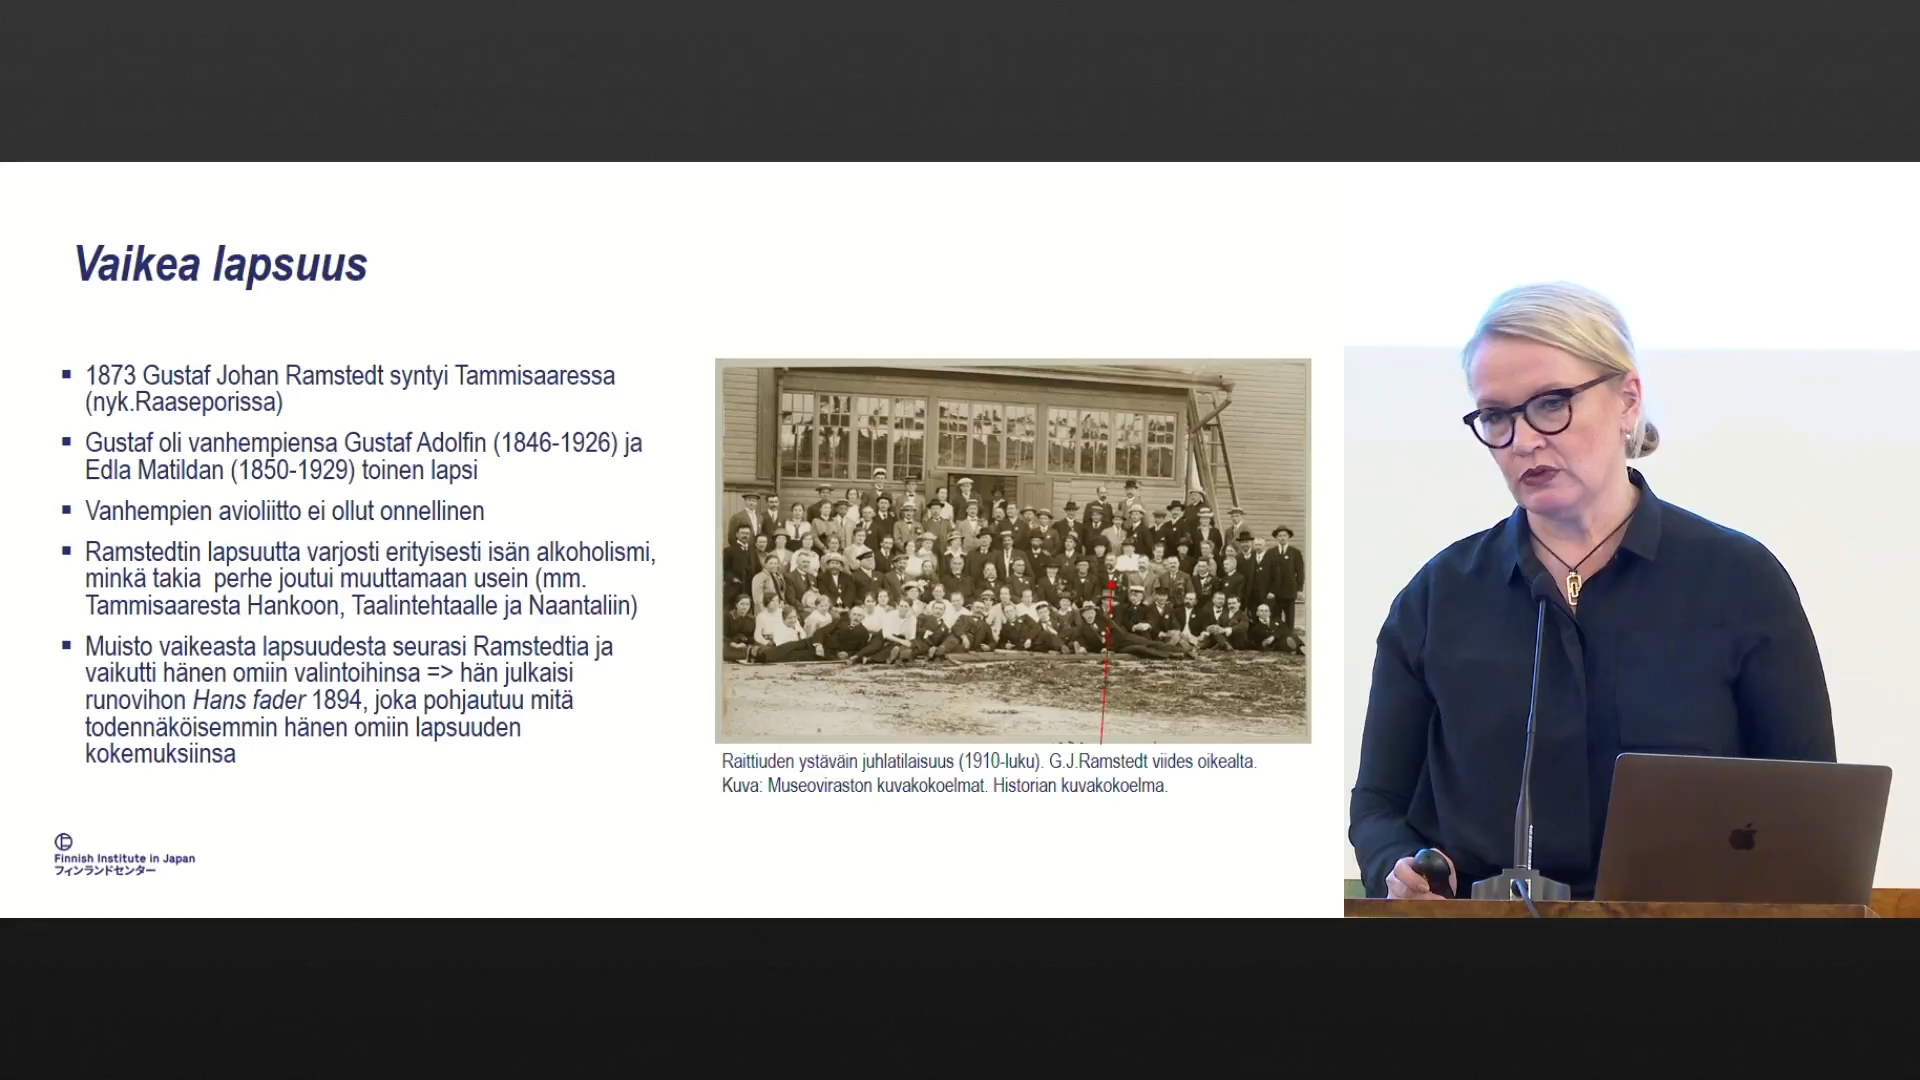 Vaikea lapsuus
▪ 1873 Gustaf Johan Ramstedt syntyi Tammisaaressa
(nyk.Raaseporissa)
▪ Gustaf oli vanhempiensa Gustaf Adolfin (1846-1926) ja
Edla Matildan (1850-1929) toinen lapsi
▪ Vanhempien avioliitto ei ollut onnellinen
▪ Ramstedtin lapsuutta varjosti erityisesti isän alkoholismi,
minkä takia perhe joutui muuttamaan usein (mm.
Tammisaaresta Hankoon, Taalintehtaalle ja Naantaliin)
▪ Muisto vaikeasta lapsuudesta seurasi Ramstedtia ja
vaikutti hänen omiin valintoihinsa => hän julkaisi
runovihon Hans fader 1894, joka pohjautuu mitä
todennäköisemmin hänen omiin lapsuuden
kokemuksiinsa
Raittiuden ystäväin juhlatilaisuus (1910-luku). G.J.Ramstedt viides oikealta.
Kuva: Museoviraston kuvakokoelmat. Historian kuvakokoelma.
Finnish Institute in Japan
フィンランドセンター